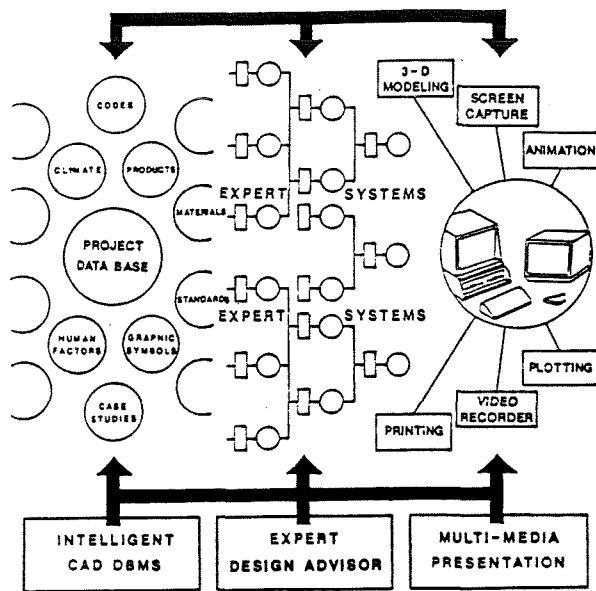 CODES
CLIMATE
PRODUCTS
MATERIALS
PROJECT
DATA BASE
STANDARDS
HUMAN
FACTORS
GRAPHIC
SYMBOLS
CASE
STUDIES
EXPERT SYSTEMS
EXPERT SYSTEMS
3-D
MODELING
SCREEN
CAPTURE
ANIMATION
PLOTTING
VIDEO
RECORDER
PRINTING
INTELLIGENT
CAD DBMS
EXPERT
DESIGN ADVISOR
MULTI-MEDIA
PRESENTATION